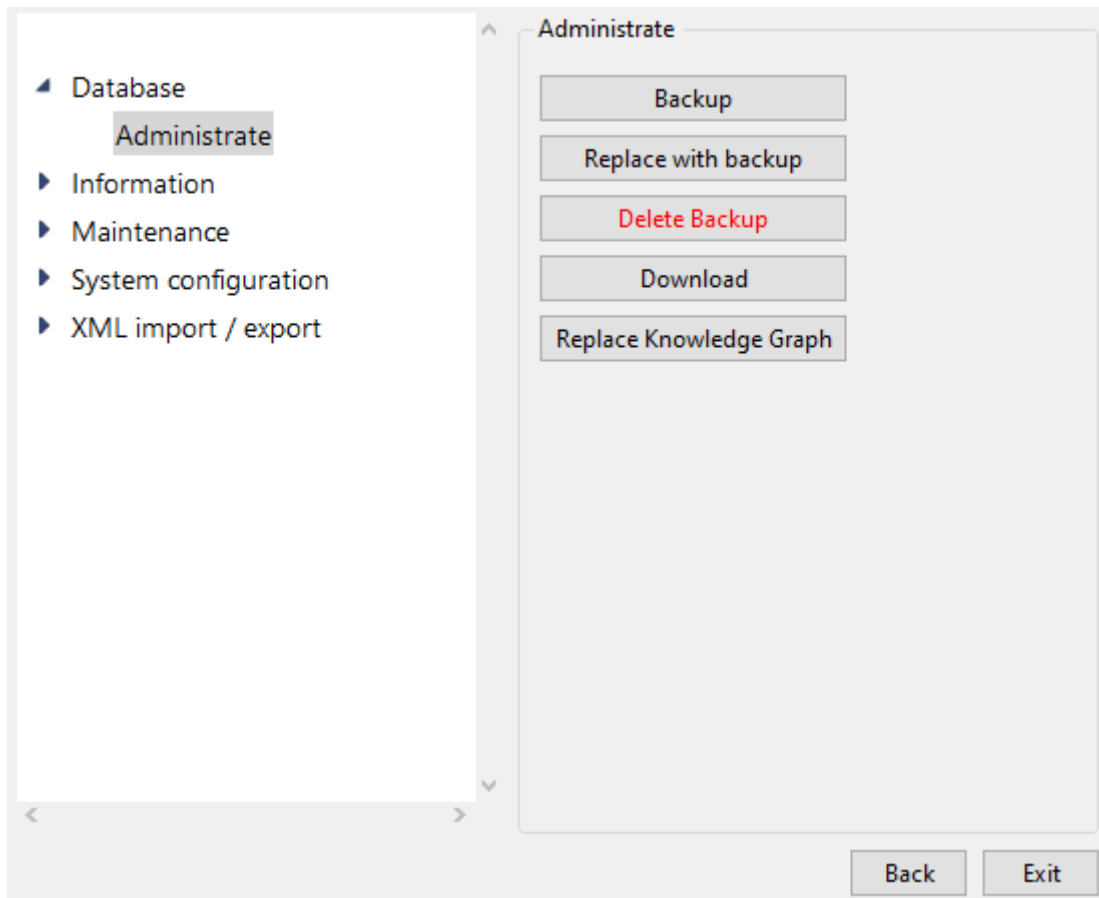 Database
Administrate
Information
Maintenance
System configuration
XML import / export
Administrate
Backup
Replace with backup
Delete Backup
Download
Replace Knowledge Graph
Back
Exit